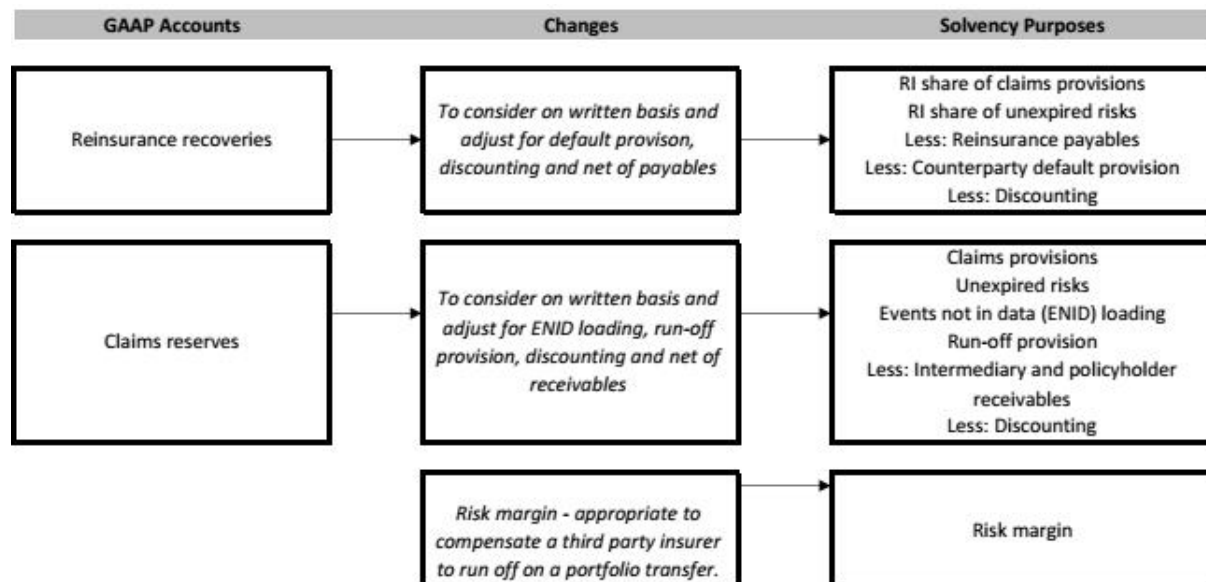 GAAP Accounts
Changes
Solvency Purposes
Reinsurance recoveries
To consider on written basis and
adjust for default provison,
discounting and net of payables
RI share of claims provisions
RI share of unexpired risks
Less: Reinsurance payables
Less: Counterparty default provision
Less: Discounting
Claims reserves
To consider on written basis and
adjust for ENID loading, run-off
provision, discounting and net of
receivables
Claims provisions
Unexpired risks
Events not in data (ENID) loading
Run-off provision
Less: Intermediary and policyholder
receivables
Less: Discounting
Risk margin - appropriate to
compensate a third party insurer
to run off on a portfolio transfer.
Risk margin